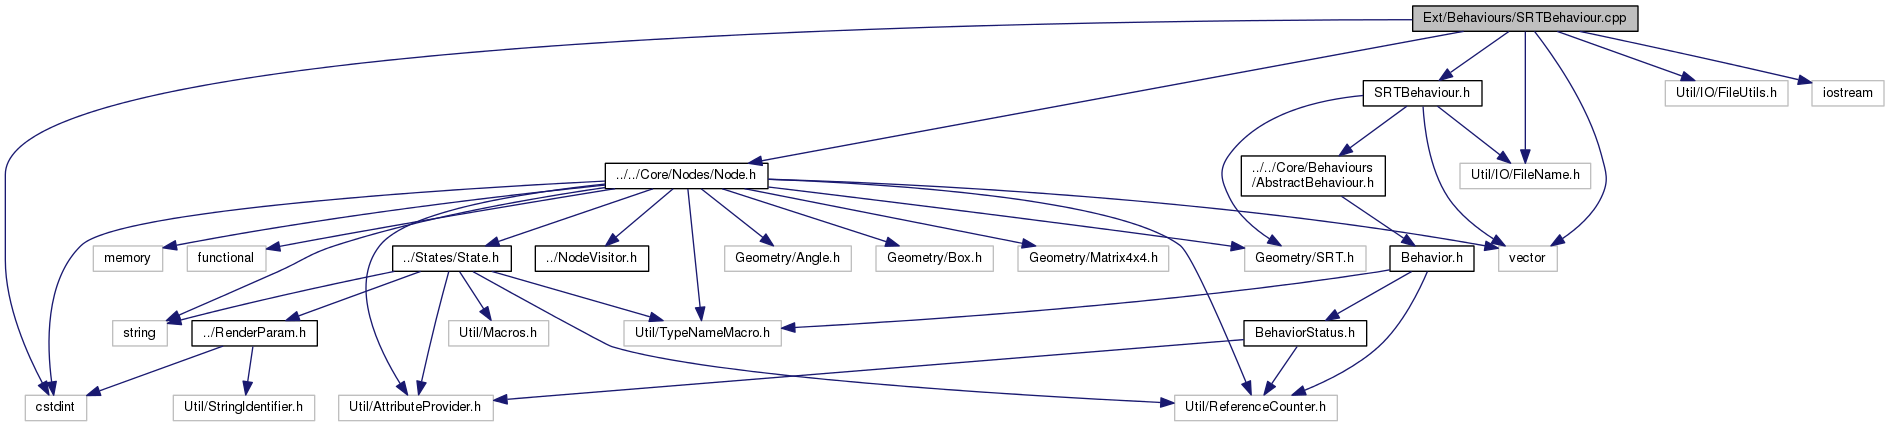 Ext/Behaviours/SRTBehaviour.cpp
SRTBehaviour.h
Util/IO/FileUtils.h
iostream
../../Core/Nodes/Node.h
../../Core/Behaviours
/AbstractBehaviour.h
Util/IO/FileName.h
memory
functional
../States/State.h
../NodeVisitor.h
Geometry/Angle.h
Geometry/Box.h
Geometry/Matrix4x4.h
Geometry/SRT.h
Behavior.h
vector
string
../RenderParam.h
Util/Macros.h
Util/TypeNameMacro.h
BehaviorStatus.h
cstdint
Util/StringIdentifier.h
Util/AttributeProvider.h
Util/ReferenceCounter.h